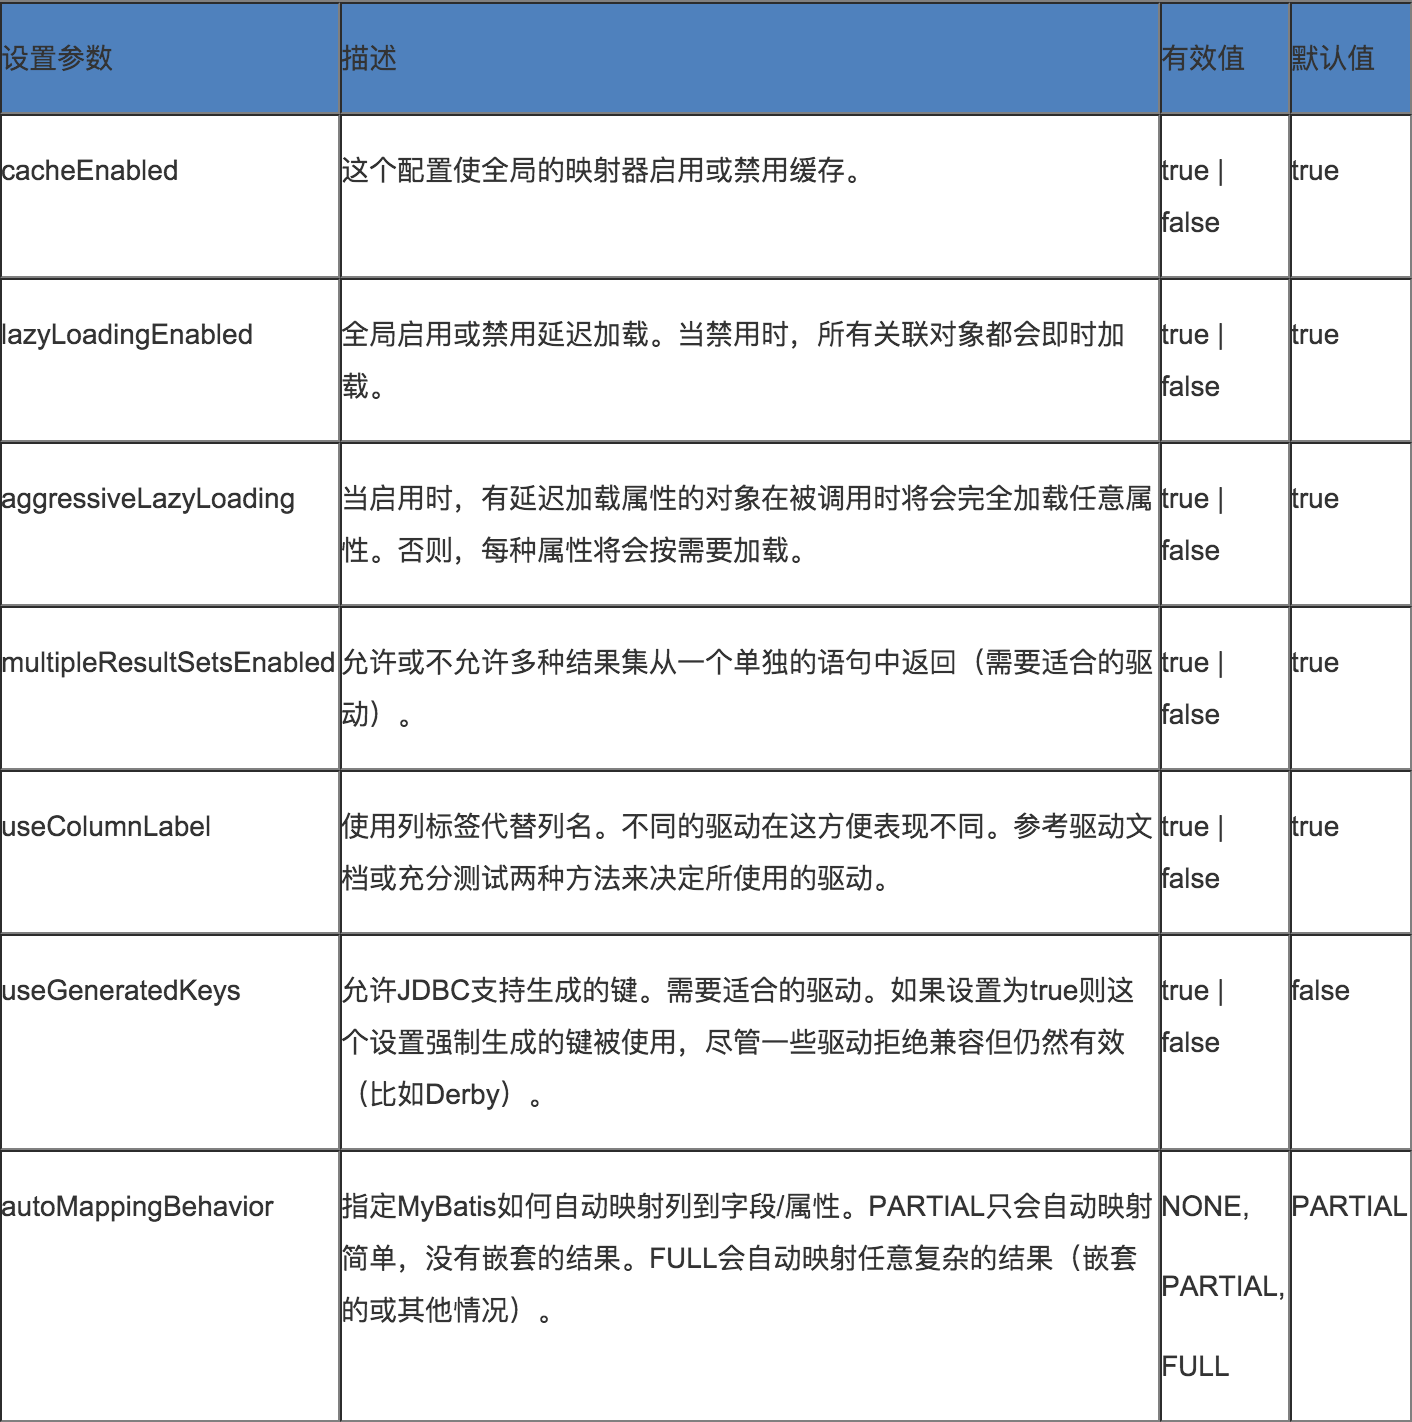 设置参数
描述
有效值
默认值
cacheEnabled
这个配置使全局的映射器启用或禁用缓存。
true |
false
true
lazyLoadingEnabled
全局启用或禁用延迟加载。当禁用时，所有关联对象都会即时加
载。
true |
false
true
aggressiveLazyLoading
当启用时，有延迟加载属性的对象在被调用时将会完全加载任意属
性。否则，每种属性将会按需要加载。
true |
false
true
multipleResultSetsEnabled
允许或不允许多种结果集从一个单独的语句中返回（需要适合的驱
动）。
true |
false
true
useColumnLabel
使用列标签代替列名。不同的驱动在这方便表现不同。参考驱动文
档或充分测试两种方法来决定所使用的驱动。
true |
false
true
useGeneratedKeys
允许JDBC支持生成的键。需要适合的驱动。如果设置为true则这
个设置强制生成的键被使用，尽管一些驱动拒绝兼容但仍然有效
（比如Derby）。
true |
false
false
autoMappingBehavior
指定MyBatis如何自动映射列到字段/属性。PARTIAL只会自动映射
简单，没有嵌套的结果。FULL会自动映射任意复杂的结果（嵌套
的或其他情况）。
NONE,
PARTIAL,
FULL
PARTIAL